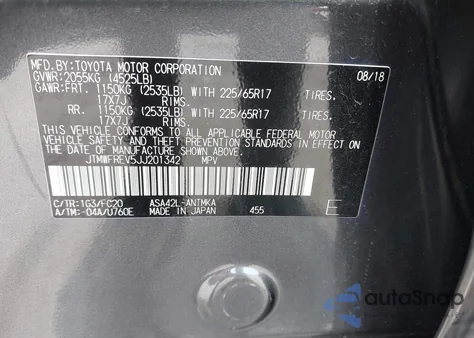 MFD.BY:TOYOTA MOTOR CORPORATION 08/18
GVWR:2055KG (4525LB)
GAWR:FRT. 1150KG (2535LB) WITH 225/65R17 TIRES.
17X7J RIMS.
RR. 1150KG (2535LB) WITH 225/65R17 TIRES.
17X7J RIMS.
THIS VEHICLE CONFORMS TO ALL APPLICABLE FEDERAL MOTOR
VEHICLE SAFETY AND BUMPER STANDARDS IN EFFECT ON THE DATE
OF MANUFACTURE SHOWN ABOVE.
JTMWFREV5JJ201342 MPV
C/TR:1G3/FC20 ASA42L-ANTMKA
A/TM:-04A/U760E MADE IN JAPAN 455 E
autoSnap